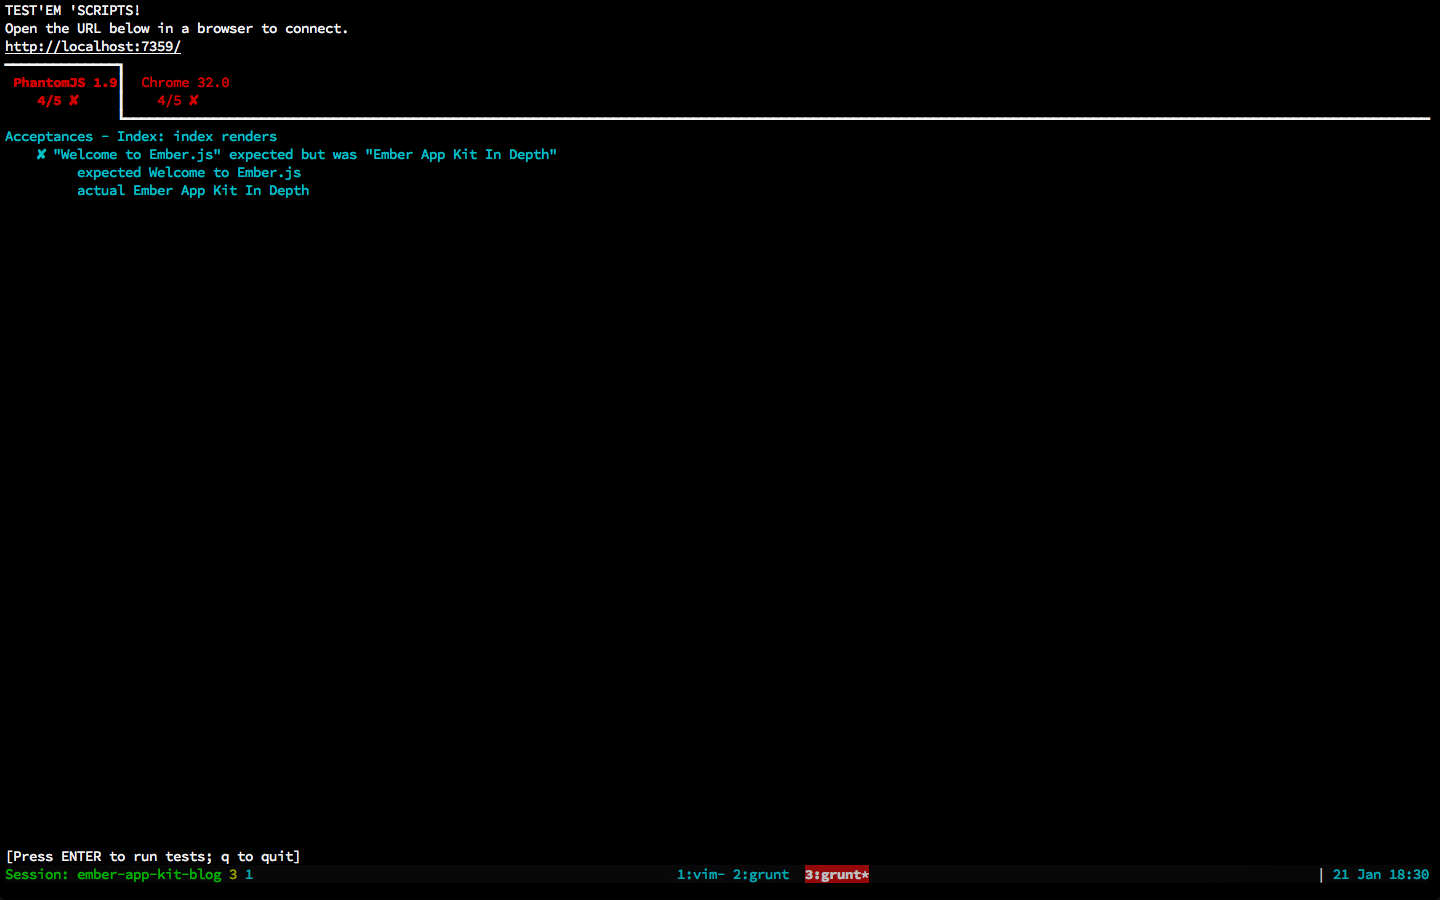 TEST'EM 'SCRIPTS!
Open the URL below in a browser to connect.
http://localhost:7359/
PhantomJS 1.9 Chrome 32.0
4/5 ✘ 4/5 ✘
Acceptances - Index: index renders
✘ "Welcome to Ember.js" expected but was "Ember App Kit In Depth"
expected Welcome to Ember.js
actual Ember App Kit In Depth
[Press ENTER to run tests; q to quit]
Session: ember-app-kit-blog 3 1 1:vim- 2:grunt 3:grunt* | 21 Jan 18:30